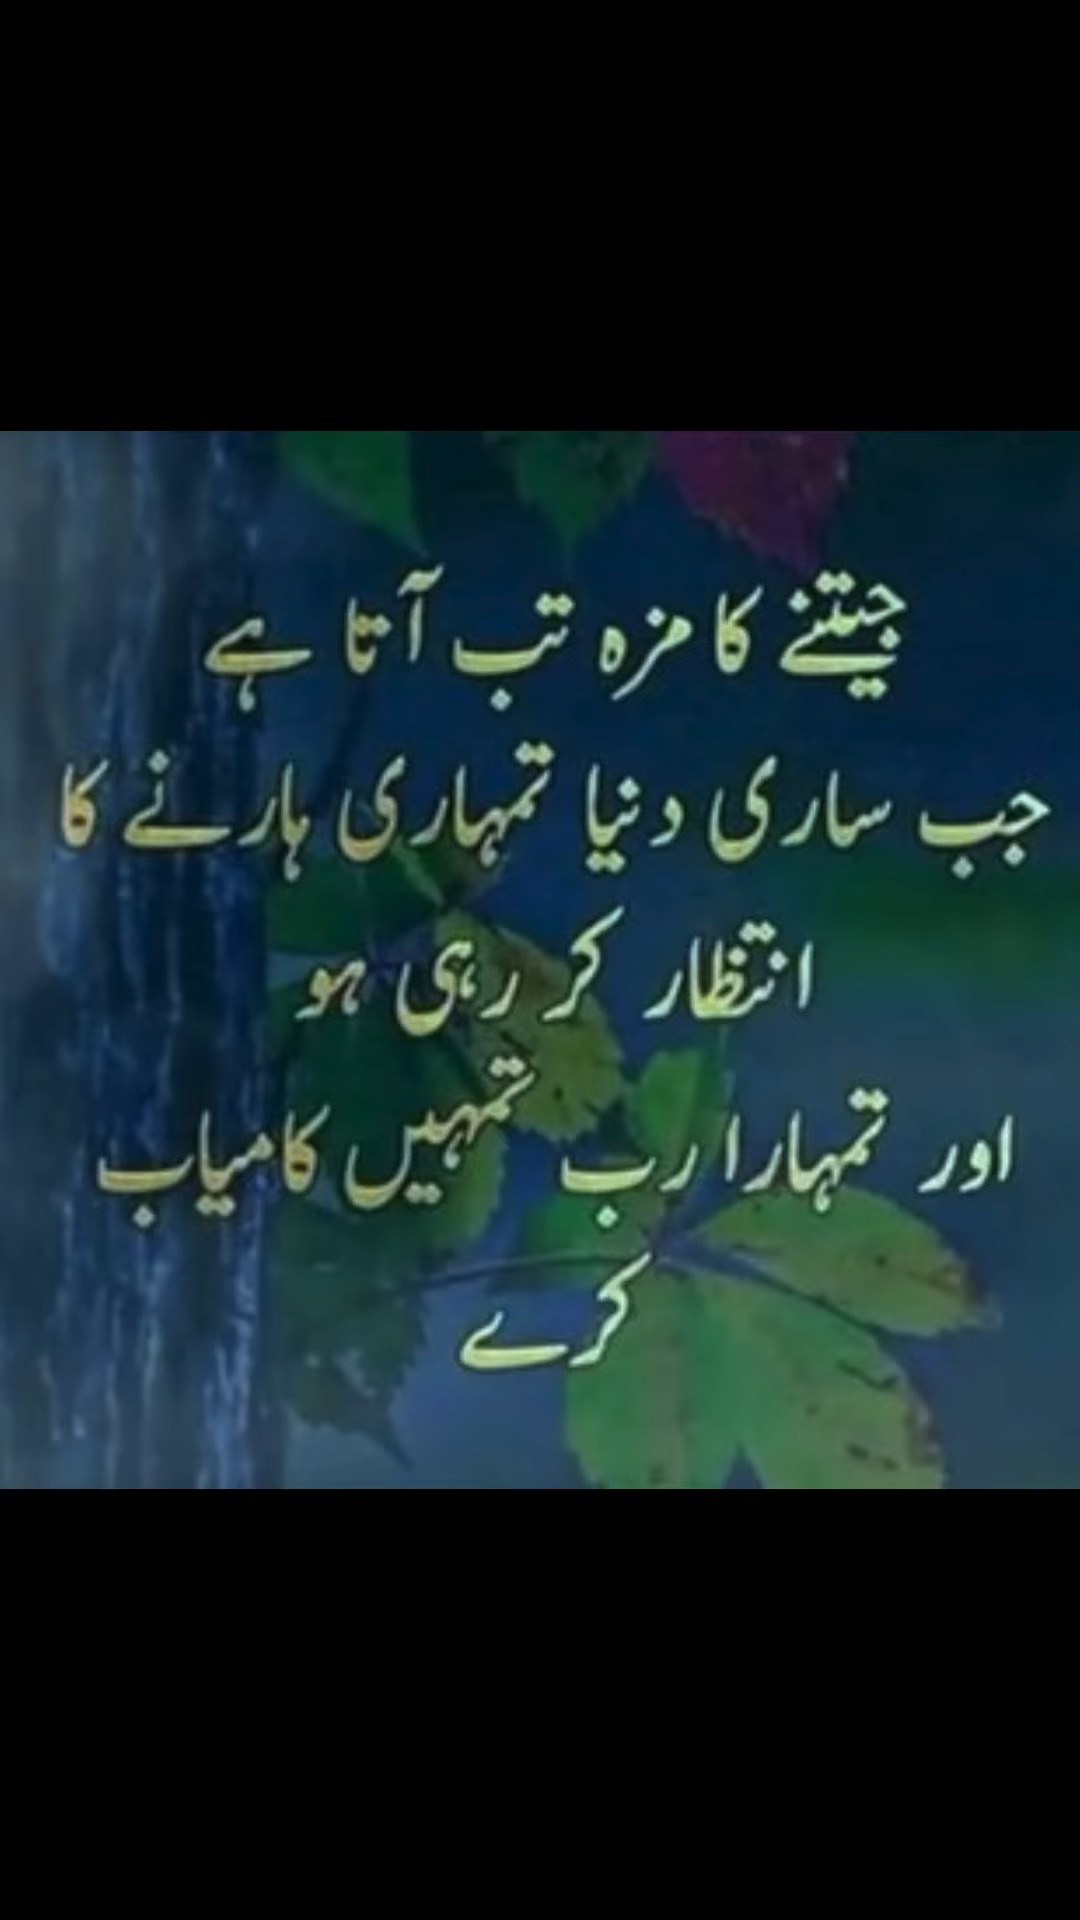 جیتنے کا مزہ تب آتا ہے
جب ساری دنیا تمہاری ہارنے کا
انتظار کر رہی ہو
اور تمہارا رب تمہیں کامیاب
کرے